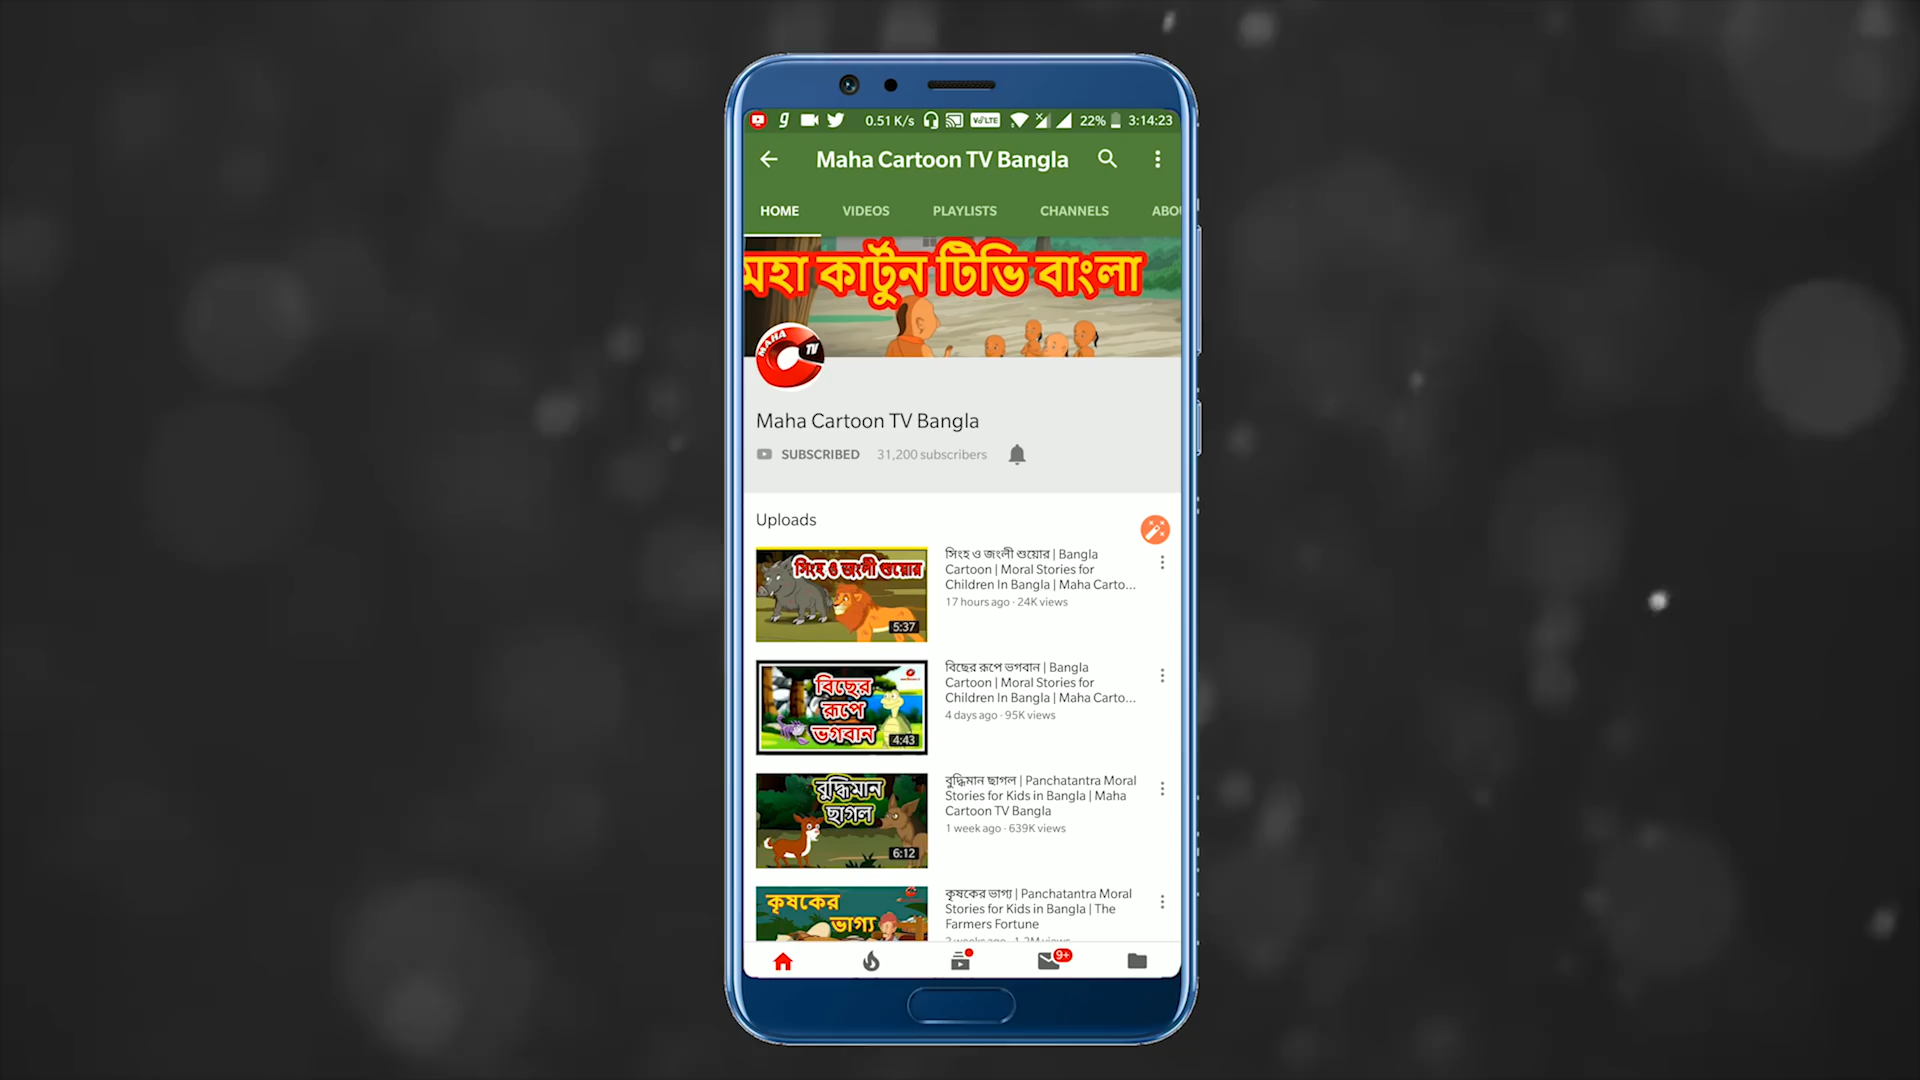 0.51 K/s VoLTE 22% 3:14:23
Maha Cartoon TV Bangla
HOME VIDEOS PLAYLISTS CHANNELS ABOU
মহা কার্টুন টিভি বাংলা
MAHA TV
Maha Cartoon TV Bangla
SUBSCRIBED 31,200 subscribers
Uploads
সিংহ ও জংলী শুয়োর
5:37
সিংহ ও জংলী শুয়োর | Bangla
Cartoon | Moral Stories for
Children In Bangla | Maha Carto...
17 hours ago · 24K views
বিছের
রূপে
ভগবান
4:43
বিছের রূপে ভগবান | Bangla
Cartoon | Moral Stories for
Children In Bangla | Maha Carto...
4 days ago · 95K views
বুদ্ধিমান
ছাগল
6:12
বুদ্ধিমান ছাগল | Panchatantra Moral
Stories for Kids in Bangla | Maha
Cartoon TV Bangla
1 week ago · 639K views
কৃষকের
ভাগ্য
কৃষকের ভাগ্য | Panchatantra Moral
Stories for Kids in Bangla | The
Farmers Fortune
9+